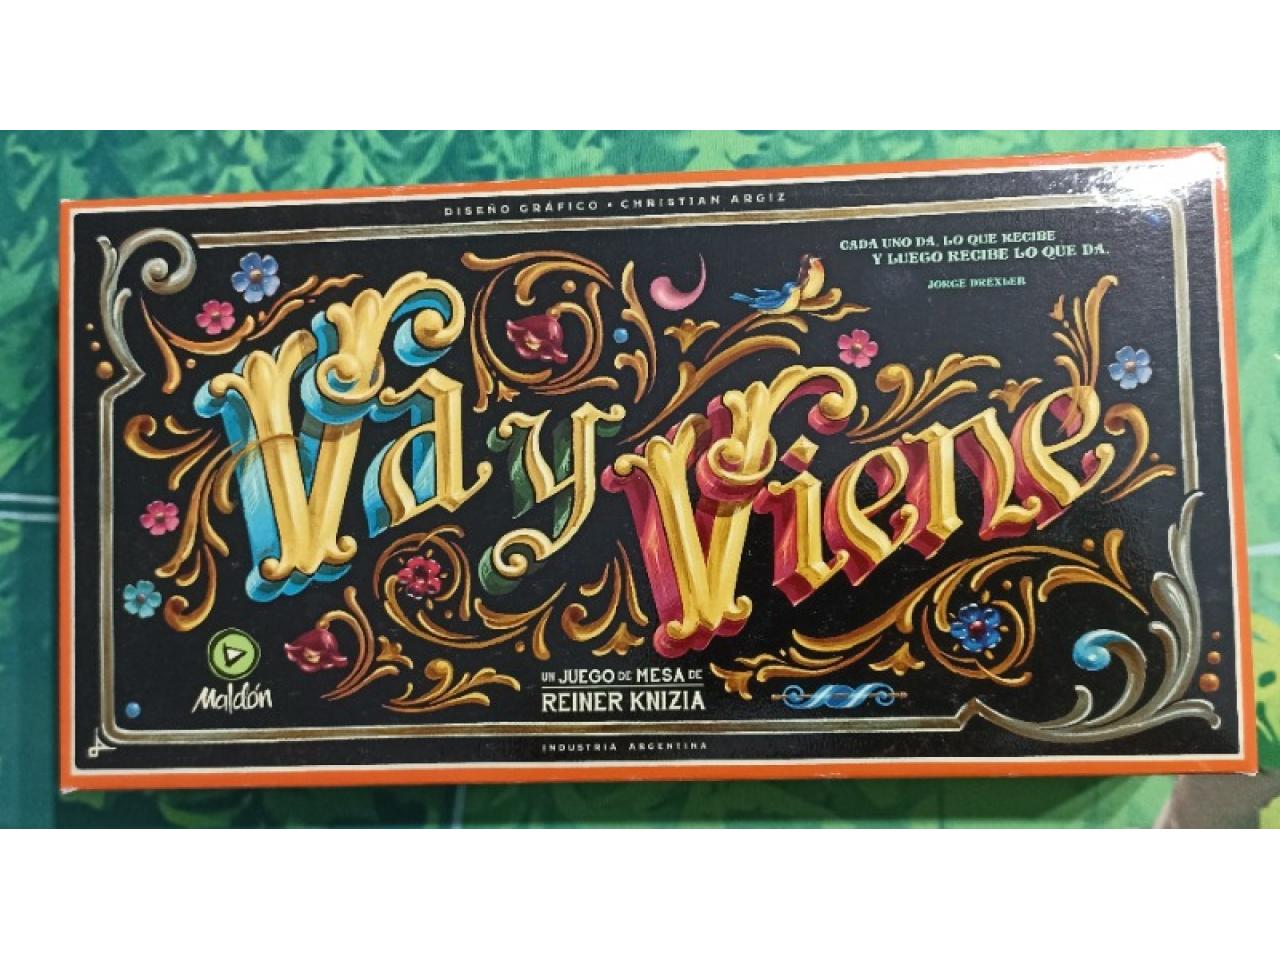 DISEÑO GRÁFICO • CHRISTIAN ARGIZ
CADA UNO DA, LO QUE RECIBE
Y LUEGO RECIBE LO QUE DA.
JORGE DREXLER
Va y Viene
Maldón
UN JUEGO DE MESA DE
REINER KNIZIA
INDUSTRIA ARGENTINA